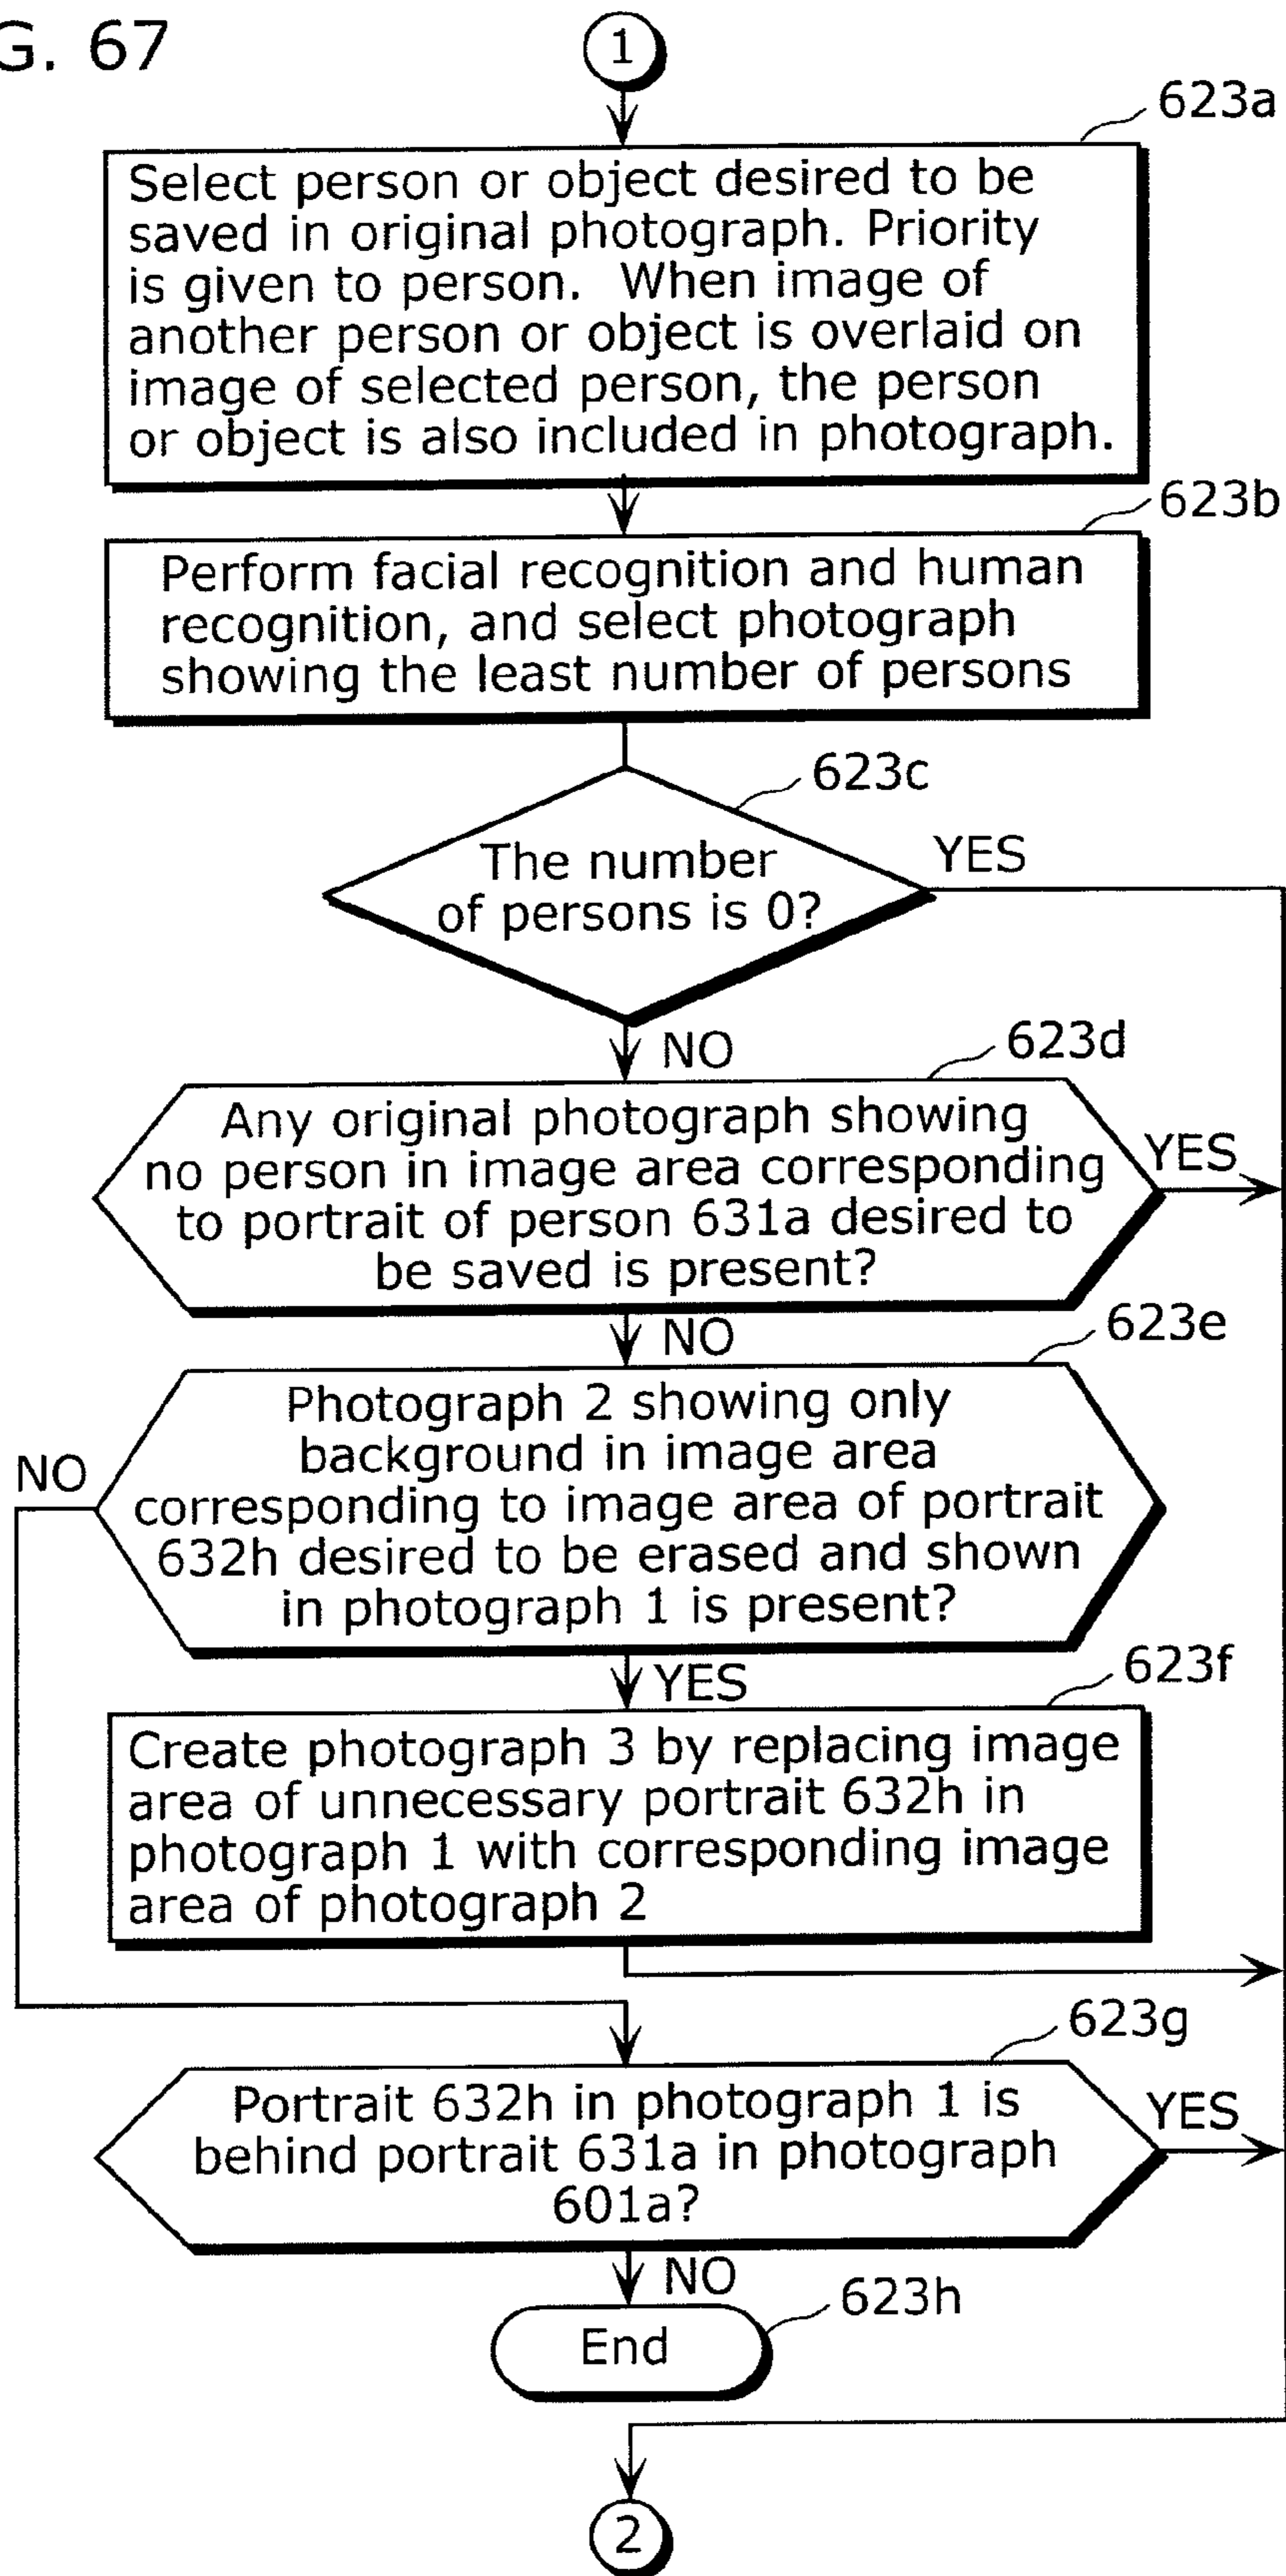 G. 67
1
623a
Select person or object desired to be
saved in original photograph. Priority
is given to person. When image of
another person or object is overlaid on
image of selected person, the person
or object is also included in photograph.
623b
Perform facial recognition and human
recognition, and select photograph
showing the least number of persons
623c
The number
of persons is 0?
YES
NO
623d
Any original photograph showing
no person in image area corresponding
to portrait of person 631a desired to
be saved is present?
YES
NO
623e
Photograph 2 showing only
background in image area
corresponding to image area of portrait
632h desired to be erased and shown
in photograph 1 is present?
NO
YES
623f
Create photograph 3 by replacing image
area of unnecessary portrait 632h in
photograph 1 with corresponding image
area of photograph 2
623g
Portrait 632h in photograph 1 is
behind portrait 631a in photograph
601a?
YES
NO
623h
End
2